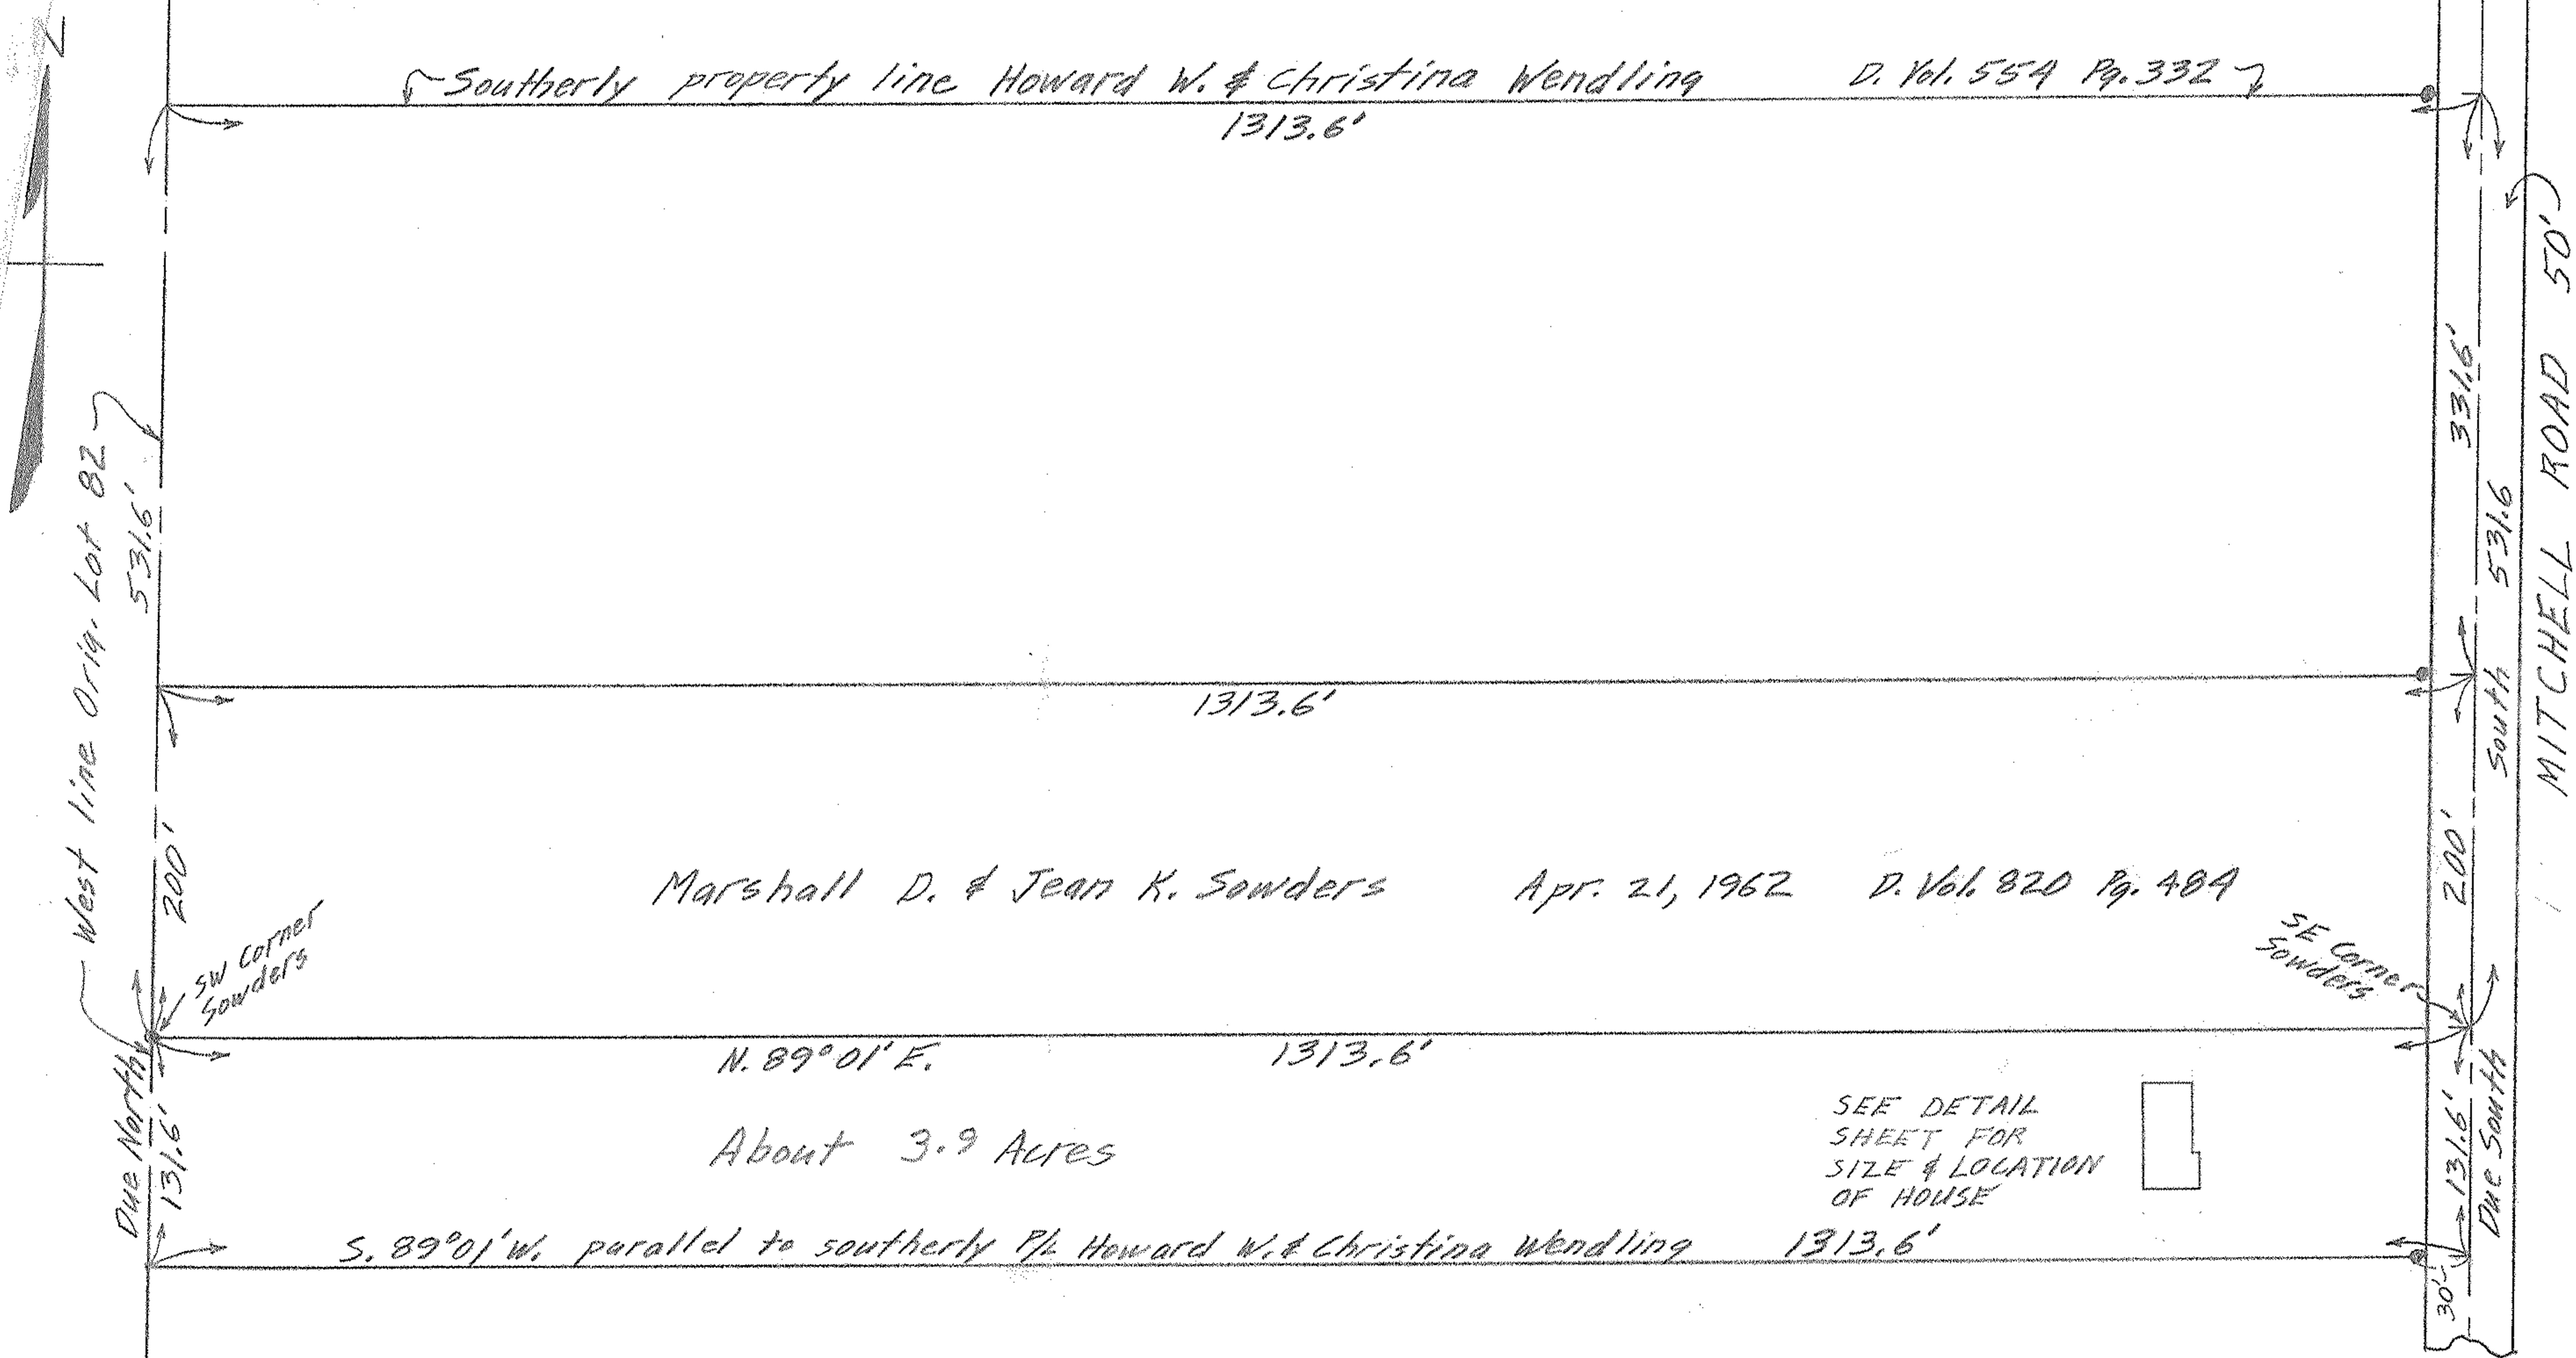 Southerly property line Howard W. & Christina Wendling D. Vol. 554 Pg. 332
1313.6'
West line Orig. Lot 82
531.6'
331.6'
South 531.6
MITCHELL ROAD 50'
1313.6'
200'
Marshall D. & Jean K. Sowders Apr. 21, 1962 D. Vol. 820 Pg. 484
200'
SW Corner
Sowders
SE Corner
Sowders
N. 89°01' E. 1313.6'
Due North
131.6'
About 3.9 Acres
SEE DETAIL
SHEET FOR
SIZE & LOCATION
OF HOUSE
131.6'
Due South
S. 89°01' W. parallel to southerly P/L Howard W. & Christina Wendling 1313.6'
30'